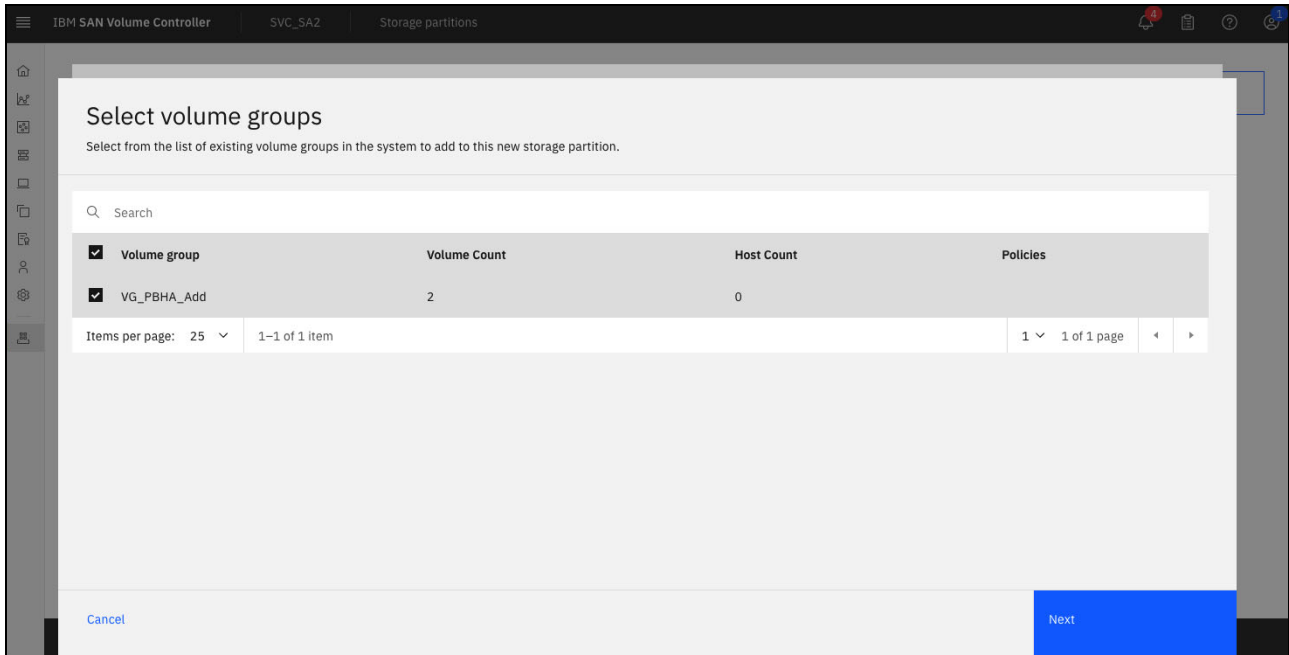 IBM SAN Volume Controller SVC_SA2 Storage partitions 4 1
Select volume groups
Select from the list of existing volume groups in the system to add to this new storage partition.
Search
Volume group Volume Count Host Count Policies
VG_PBHA_Add 2 0
Items per page: 25 1–1 of 1 item 1 1 of 1 page
Cancel Next